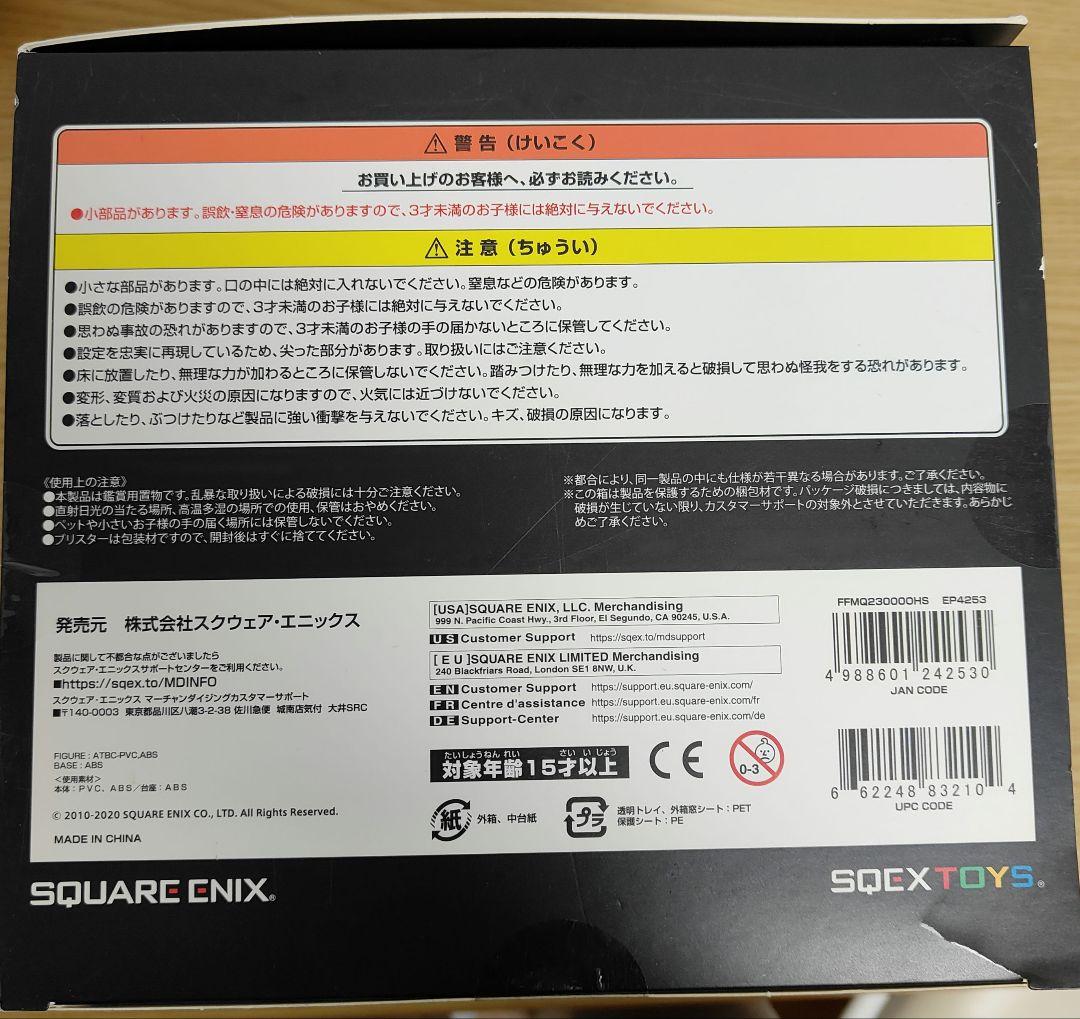 ⚠ 警告（けいこく）
お買い上げのお客様へ、必ずお読みください。
●小部品があります。誤飲・窒息の危険がありますので、3才未満のお子様には絶対に与えないでください。
⚠ 注意（ちゅうい）
●小さな部品があります。口の中には絶対に入れないでください。窒息などの危険があります。
●誤飲の危険がありますので、3才未満のお子様には絶対に与えないでください。
●思わぬ事故の恐れがありますので、3才未満のお子様の手の届かないところに保管してください。
●設定を忠実に再現しているため、尖った部分があります。取り扱いにはご注意ください。
●床に放置したり、無理な力が加わるところに保管しないでください。踏みつけたり、無理な力を加えると破損して思わぬ怪我をする恐れがあります。
●変形、変質および火災の原因になりますので、火気には近づけないでください。
●落としたり、ぶつけたりなど製品に強い衝撃を与えないでください。キズ、破損の原因になります。
《使用上の注意》
●本製品は鑑賞用置物です。乱暴な取り扱いによる破損には十分ご注意ください。
●直射日光の当たる場所、高温多湿の場所での使用、保管はおやめください。
●ペットや小さいお子様の手の届く場所には保管しないでください。
●ブリスターは包装材ですので、開封後はすぐに捨ててください。
※都合により、同一製品の中にも仕様が若干異なる場合があります。ご了承ください。
※この箱は製品を保護するための梱包材です。パッケージ破損につきましては、内容物に
破損が生じていない限り、カスタマーサポートの対象外とさせていただきます。あらかじ
めご了承ください。
発売元 株式会社スクウェア・エニックス
製品に関して不都合な点がございましたら
スクウェア・エニックスサポートセンターをご利用ください。
■https://sqex.to/MDINFO
スクウェア・エニックス マーチャンダイジングカスタマーサポート
■〒140-0003 東京都品川区八潮3-2-38 佐川急便 城南店気付 大井SRC
FIGURE : ATBC-PVC,ABS
BASE : ABS
＜使用素材＞
本体：PVC、ABS／台座：ABS
© 2010-2020 SQUARE ENIX CO., LTD. All Rights Reserved.
MADE IN CHINA
[USA]SQUARE ENIX, LLC. Merchandising
999 N. Pacific Coast Hwy., 3rd Floor, El Segundo, CA 90245, U.S.A.
US Customer Support https://sqex.to/mdsupport
[EU]SQUARE ENIX LIMITED Merchandising
240 Blackfriars Road, London SE1 8NW, U.K.
EN Customer Support https://support.eu.square-enix.com/
FR Centre d'assistance https://support.eu.square-enix.com/fr
DE Support-Center https://support.eu.square-enix.com/de
たいしょうねんれい さい いじょう
対象年齢15才以上
CE
0-3
紙 外箱、中台紙
プラ 透明トレイ、外箱窓シート：PET
保護シート：PE
FFMQ230000HS EP4253
4 988601 242530
JAN CODE
6 62248 83210 4
UPC CODE
SQUARE ENIX®
SQEX TOYS®